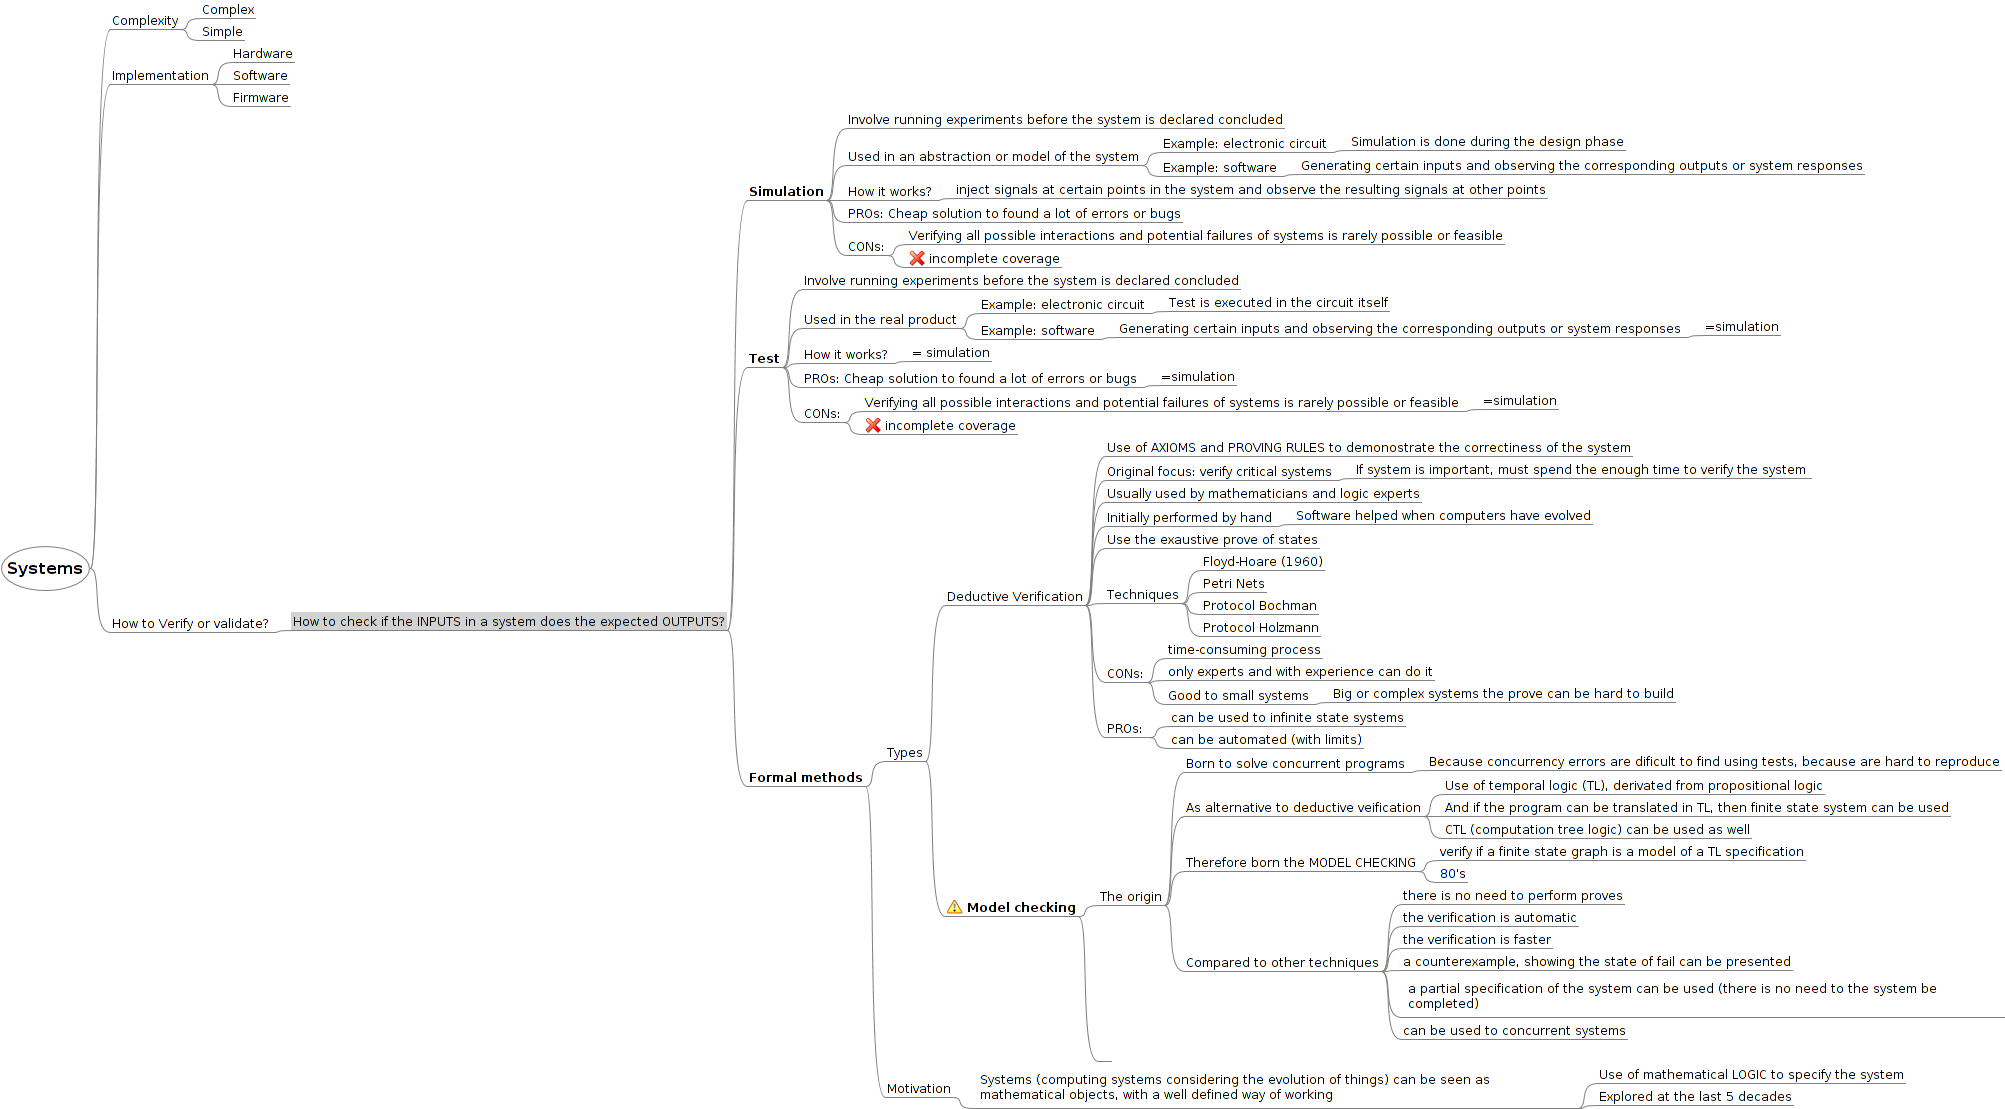 Systems
Complexity
Complex
Simple
Implementation
Hardware
Software
Firmware
How to Verify or validate?
How to check if the INPUTS in a system does the expected OUTPUTS?
Simulation
Involve running experiments before the system is declared concluded
Used in an abstraction or model of the system
Example: electronic circuit
Simulation is done during the design phase
Example: software
Generating certain inputs and observing the corresponding outputs or system responses
How it works?
inject signals at certain points in the system and observe the resulting signals at other points
PROs: Cheap solution to found a lot of errors or bugs
CONs:
Verifying all possible interactions and potential failures of systems is rarely possible or feasible
incomplete coverage
Test
Involve running experiments before the system is declared concluded
Used in the real product
Example: electronic circuit
Test is executed in the circuit itself
Example: software
Generating certain inputs and observing the corresponding outputs or system responses
=simulation
How it works?
= simulation
PROs: Cheap solution to found a lot of errors or bugs
=simulation
CONs:
Verifying all possible interactions and potential failures of systems is rarely possible or feasible
=simulation
incomplete coverage
Formal methods
Types
Deductive Verification
Use of AXIOMS and PROVING RULES to demonostrate the correctiness of the system
Original focus: verify critical systems
If system is important, must spend the enough time to verify the system
Usually used by mathematicians and logic experts
Initially performed by hand
Software helped when computers have evolved
Use the exaustive prove of states
Techniques
Floyd-Hoare (1960)
Petri Nets
Protocol Bochman
Protocol Holzmann
CONs:
time-consuming process
only experts and with experience can do it
Good to small systems
Big or complex systems the prove can be hard to build
PROs:
can be used to infinite state systems
can be automated (with limits)
Model checking
The origin
Born to solve concurrent programs
Because concurrency errors are dificult to find using tests, because are hard to reproduce
As alternative to deductive veification
Use of temporal logic (TL), derivated from propositional logic
And if the program can be translated in TL, then finite state system can be used
CTL (computation tree logic) can be used as well
Therefore born the MODEL CHECKING
verify if a finite state graph is a model of a TL specification
80's
Compared to other techniques
there is no need to perform proves
the verification is automatic
the verification is faster
a counterexample, showing the state of fail can be presented
a partial specification of the system can be used (there is no need to the system be
completed)
can be used to concurrent systems
Motivation
Systems (computing systems considering the evolution of things) can be seen as
mathematical objects, with a well defined way of working
Use of mathematical LOGIC to specify the system
Explored at the last 5 decades